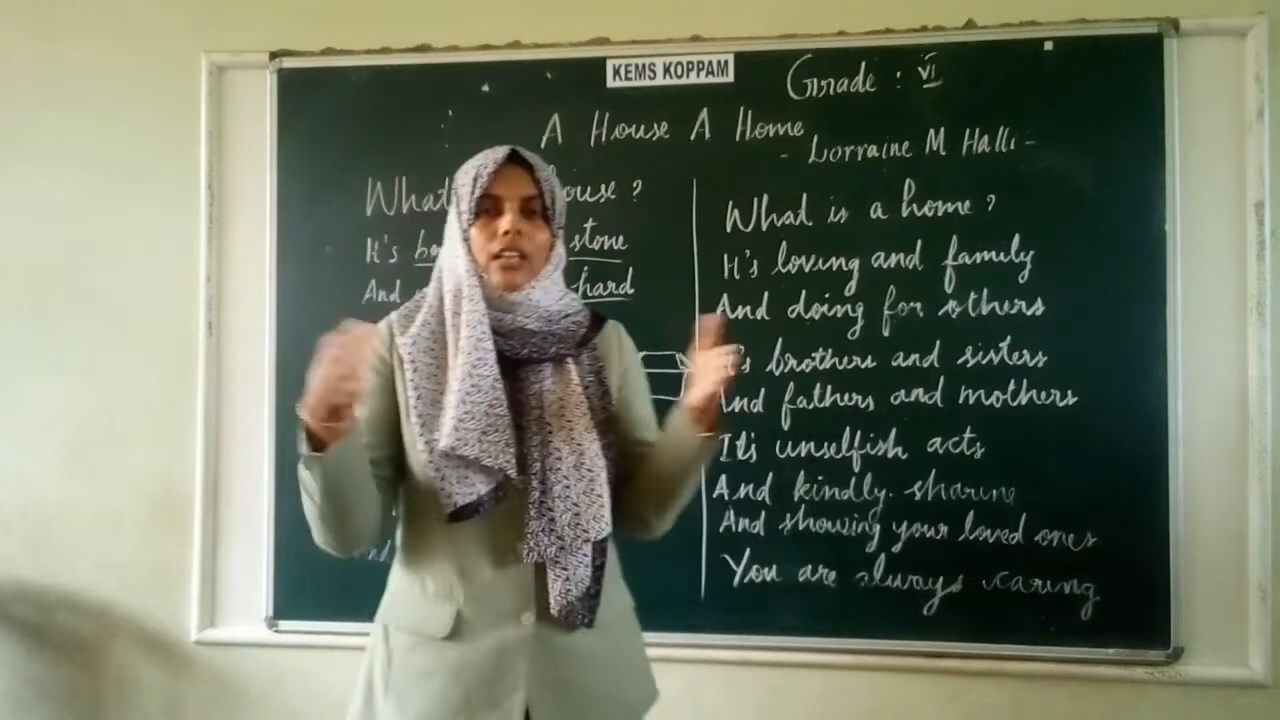 KEMS KOPPAM
Grade : VI
A House A Home
- Lorraine M Halli -
What ouse ?
It's stone
And hard
What is a home ?
It's loving and family
And doing for others
It's brothers and sisters
And fathers and mothers
It's unselfish acts
And kindly sharing
And showing your loved ones
You are always caring